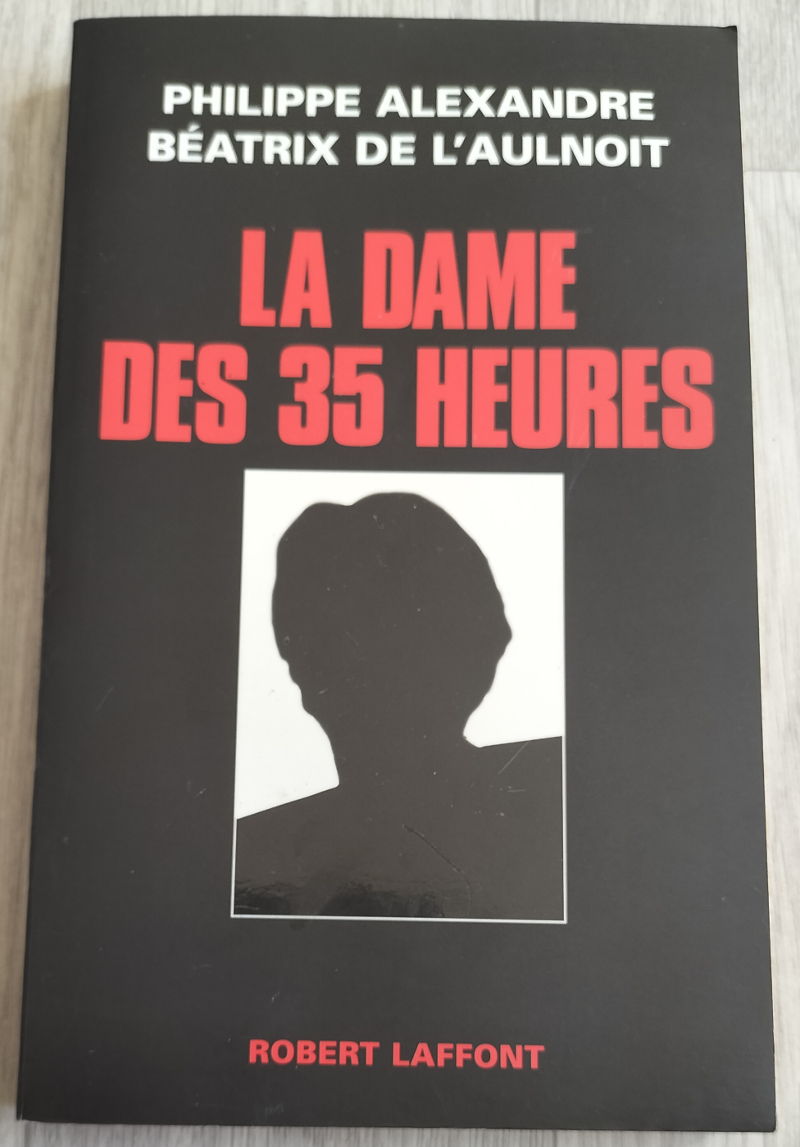 PHILIPPE ALEXANDRE
BÉATRIX DE L'AULNOIT
LA DAME
DES 35 HEURES
ROBERT LAFFONT